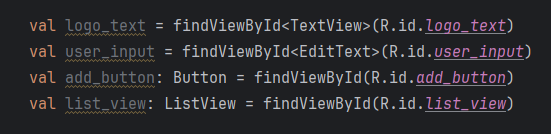 val logo_text = findViewById<TextView>(R.id.logo_text)
val user_input = findViewById<EditText>(R.id.user_input)
val add_button: Button = findViewById(R.id.add_button)
val list_view: ListView = findViewById(R.id.list_view)